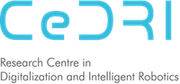 CeDRI
Research Centre in
Digitalization and Intelligent Robotics